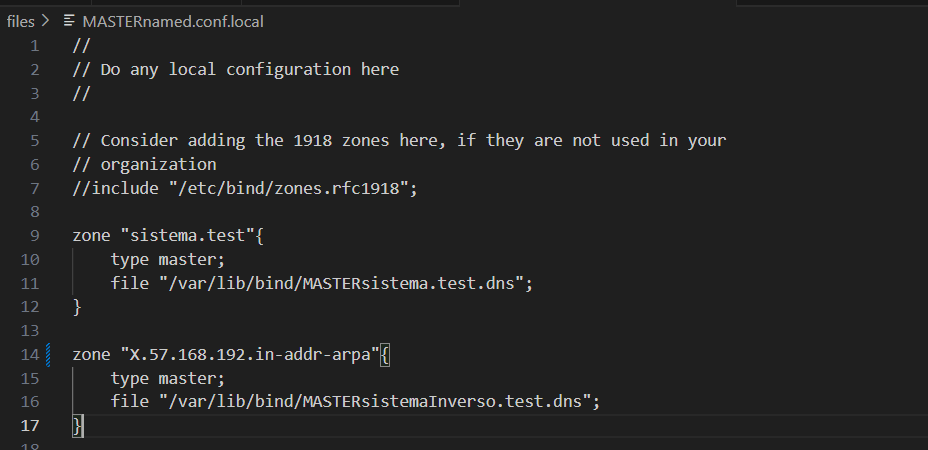 files > MASTERnamed.conf.local
1 //
2 // Do any local configuration here
3 //
4
5 // Consider adding the 1918 zones here, if they are not used in your
6 // organization
7 //include "/etc/bind/zones.rfc1918";
8
9 zone "sistema.test"{
10     type master;
11     file "/var/lib/bind/MASTERsistema.test.dns";
12 }
13
14 zone "X.57.168.192.in-addr-arpa"{
15     type master;
16     file "/var/lib/bind/MASTERsistemaInverso.test.dns";
17 }
18